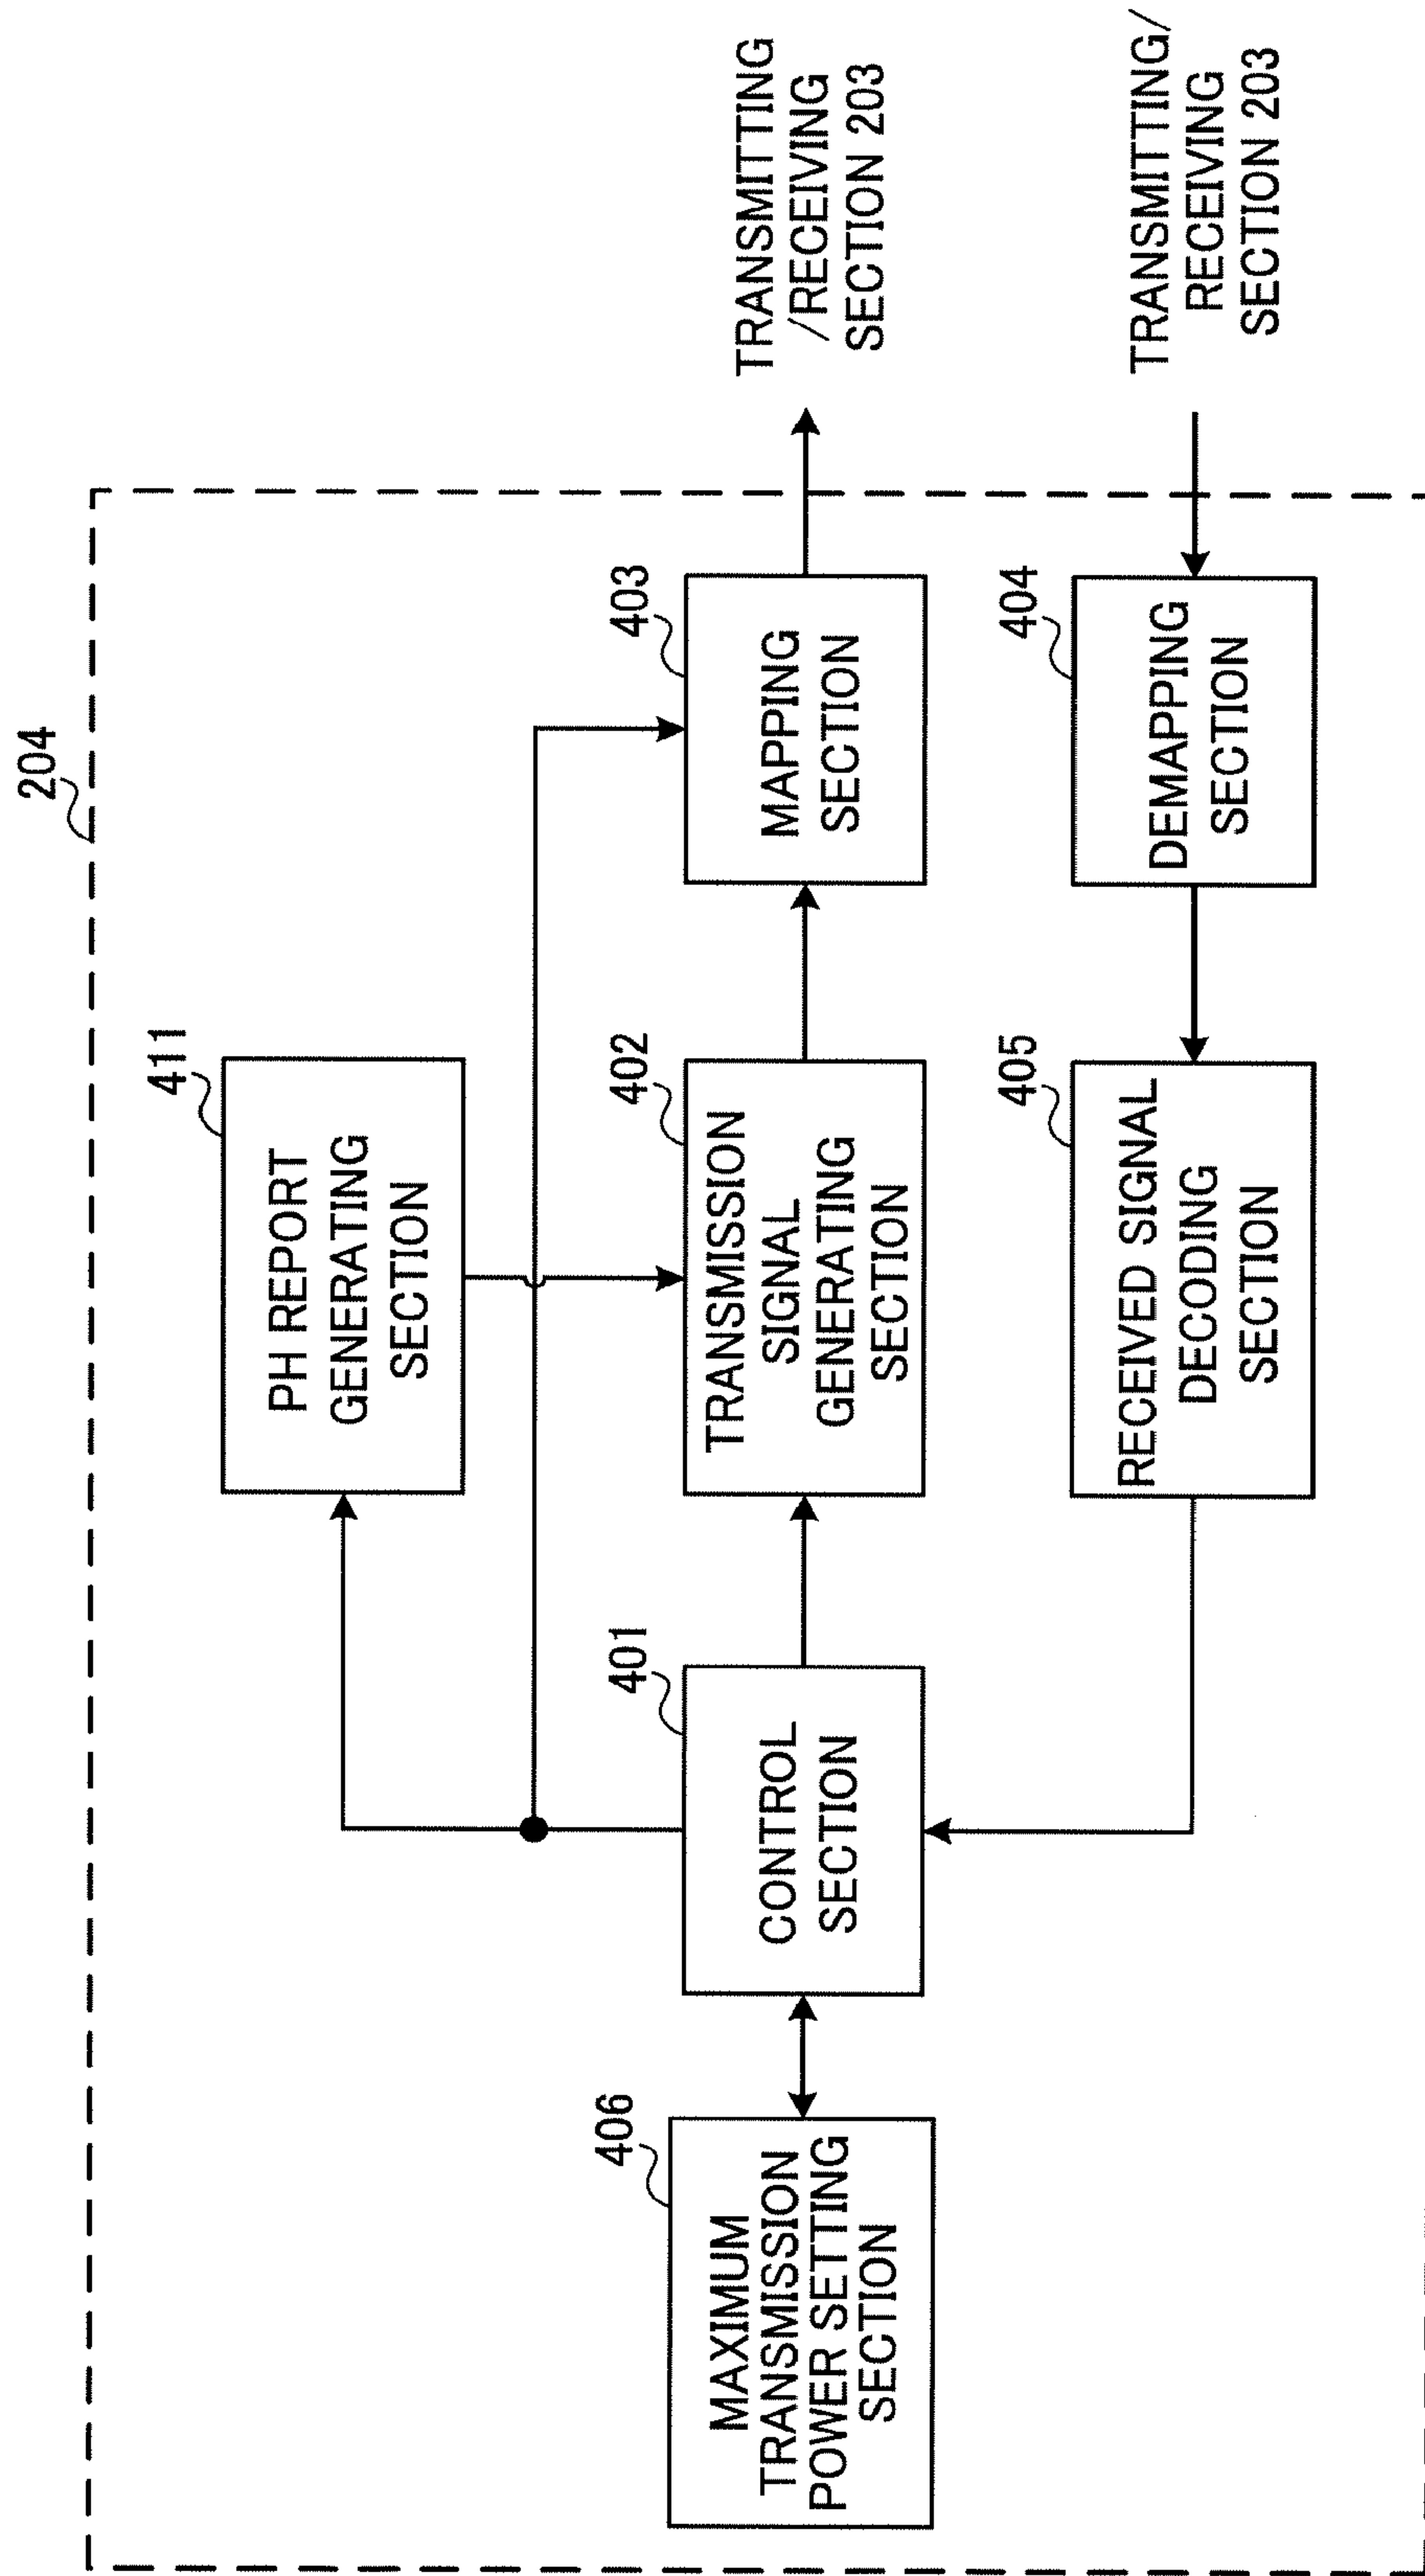 204
411
PH REPORT
GENERATING
SECTION
406
MAXIMUM
TRANSMISSION
POWER SETTING
SECTION
401
CONTROL
SECTION
402
TRANSMISSION
SIGNAL
GENERATING
SECTION
403
MAPPING
SECTION
TRANSMITTING
/RECEIVING
SECTION 203
405
RECEIVED SIGNAL
DECODING
SECTION
404
DEMAPPING
SECTION
TRANSMITTING/
RECEIVING
SECTION 203